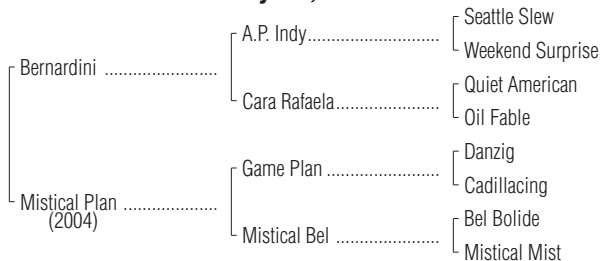 Seattle Slew
A.P. Indy..............................
Weekend Surprise
Bernardini .........................
Quiet American
Cara Rafaela........................
Oil Fable
Danzig
Game Plan .........................
Cadillacing
Mistical Plan .....................
(2004)
Bel Bolide
Mistical Bel .......................
Mistical Mist